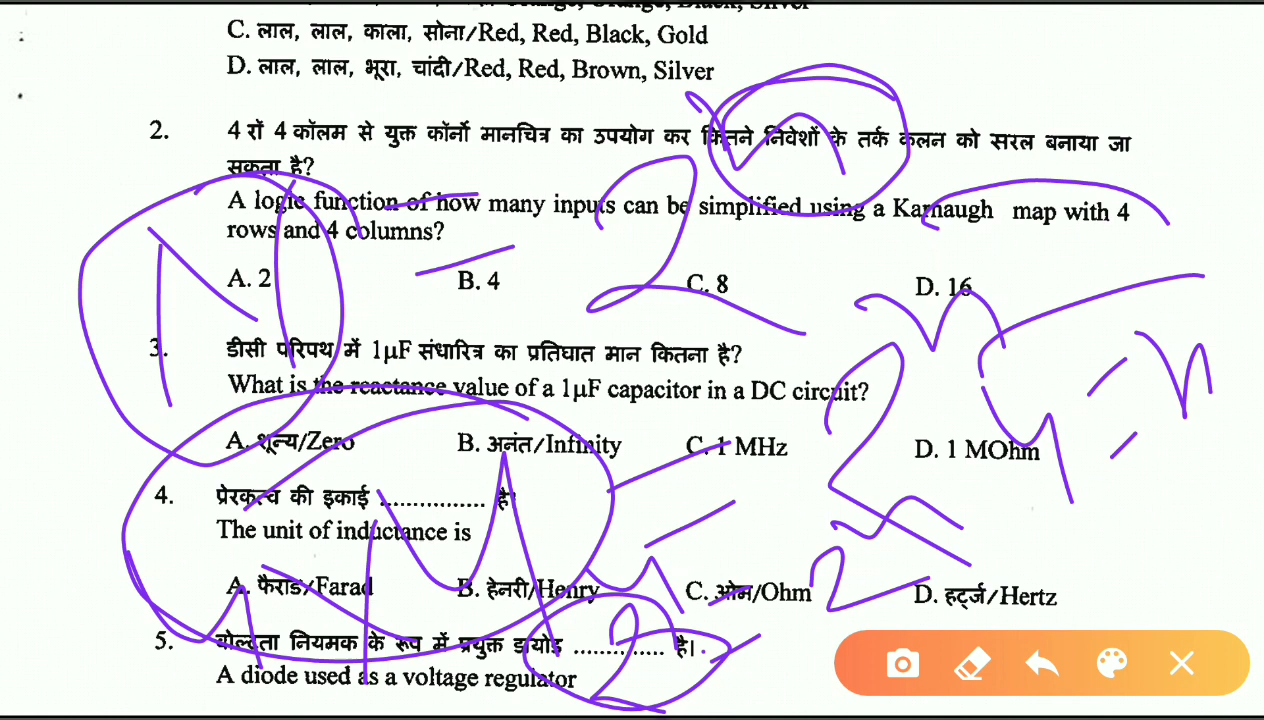 C. लाल, लाल, काला, सोना/Red, Red, Black, Gold
D. लाल, लाल, भूरा, चांदी/Red, Red, Brown, Silver
2. 4 रों 4 कॉलम से युक्त कॉर्नो मानचित्र का उपयोग कर कितने निवेशों के तर्क कलन को सरल बनाया जा
सकता है?
A logic function of how many inputs can be simplified using a Karnaugh map with 4
rows and 4 columns?
A. 2 B. 4 C. 8 D. 16
3. डीसी परिपथ में 1µF संधारित्र का प्रतिघात मान कितना है?
What is the reactance value of a 1µF capacitor in a DC circuit?
A. शून्य/Zero B. अनंत/Infinity C. 1 MHz D. 1 MOhm
4. प्रेरकत्व की इकाई ............... है?
The unit of inductance is
A. फैराड/Farad B. हेनरी/Henry C. ओम/Ohm D. हर्ट्ज/Hertz
5. वोल्टता नियमक के रूप में प्रयुक्त डायोड ............... है।
A diode used as a voltage regulator